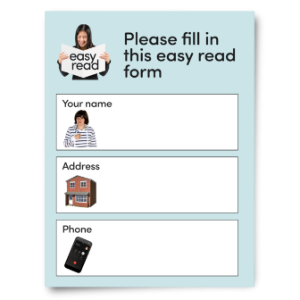 easy
read
Please fill in
this easy read
form
Your name
Address
Phone